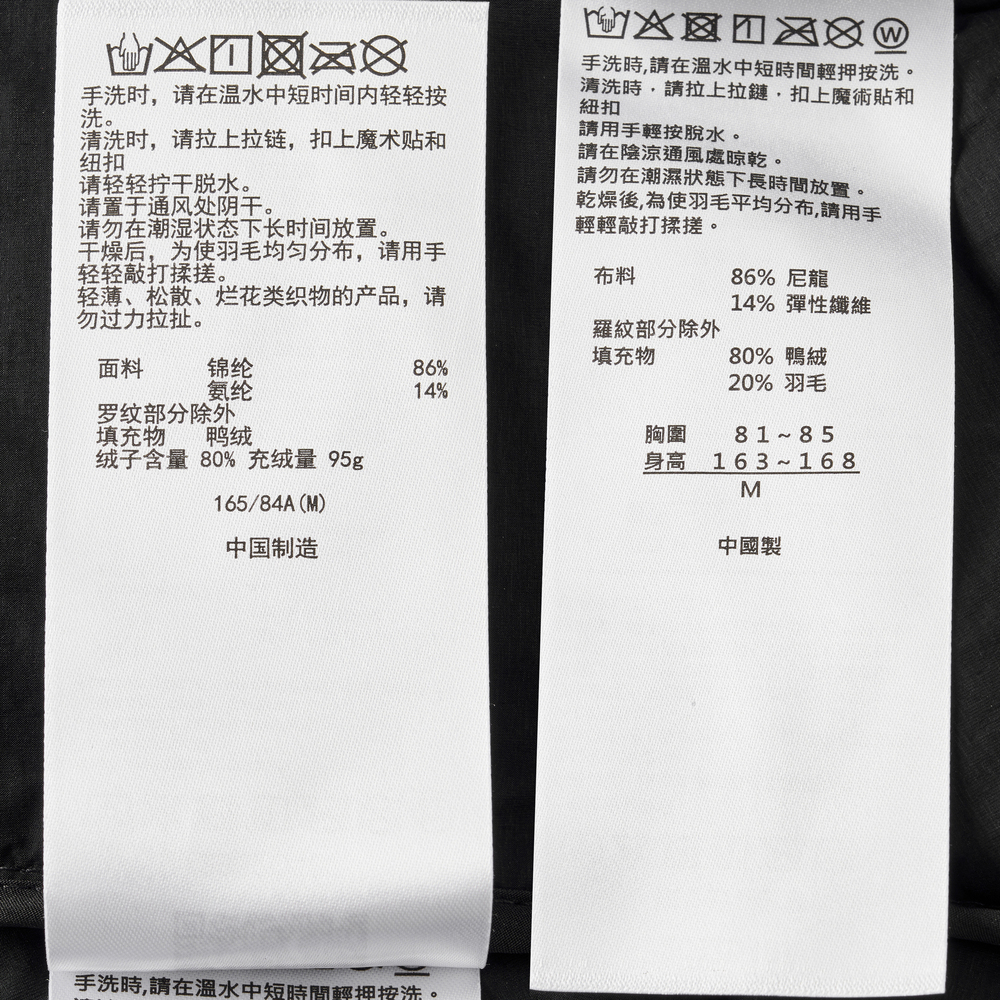 手洗时，请在温水中短时间内轻轻按
洗。
清洗时，请拉上拉链，扣上魔术贴和
纽扣
请轻轻拧干脱水。
请置于通风处阴干。
请勿在潮湿状态下长时间放置。
干燥后，为使羽毛均匀分布，请用手
轻轻敲打揉搓。
轻薄、松散、烂花类织物的产品，请
勿过力拉扯。
面料 锦纶 86%
氨纶 14%
罗纹部分除外
填充物 鸭绒
绒子含量 80% 充绒量 95g
165/84A(M)
中国制造
手洗時,請在溫水中短時間輕押按洗。
W
手洗時,請在溫水中短時間輕押按洗。
清洗時，請拉上拉鏈，扣上魔術貼和
紐扣
請用手輕按脫水。
請在陰涼通風處晾乾。
請勿在潮濕狀態下長時間放置。
乾燥後,為使羽毛平均分布,請用手
輕輕敲打揉搓。
布料 86% 尼龍
14% 彈性纖維
羅紋部分除外
填充物 80% 鴨絨
20% 羽毛
胸圍 81~85
身高 163~168
M
中國製